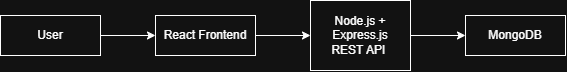 User
React Frontend
Node.js +
Express.js
REST API
MongoDB